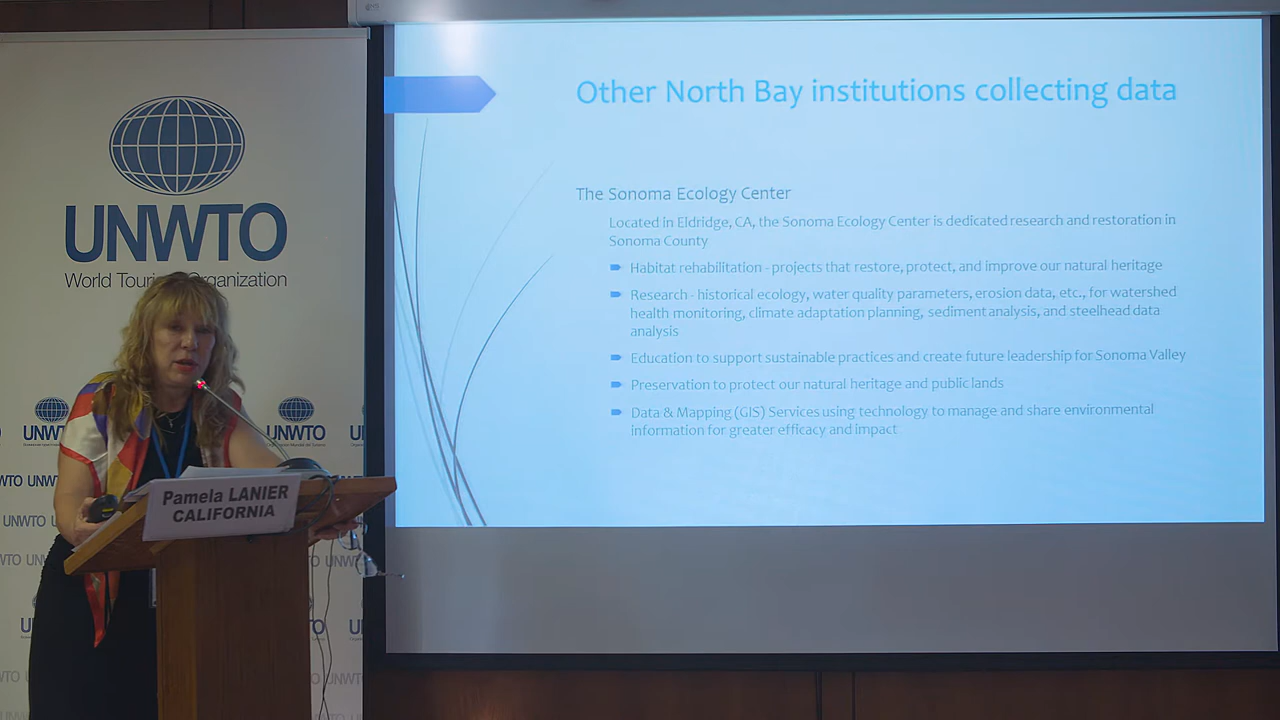 UNWTO
World Tourism Organization
Other North Bay institutions collecting data
The Sonoma Ecology Center
Located in Eldridge, CA, the Sonoma Ecology Center is dedicated research and restoration in
Sonoma County
Habitat rehabilitation - projects that restore, protect, and improve our natural heritage
Research - historical ecology, water quality parameters, erosion data, etc., for watershed
health monitoring, climate adaptation planning, sediment analysis, and steelhead data
analysis
Education to support sustainable practices and create future leadership for Sonoma Valley
Preservation to protect our natural heritage and public lands
Data & Mapping (GIS) Services using technology to manage and share environmental
information for greater efficacy and impact
Pamela LANIER
CALIFORNIA
UNWTO